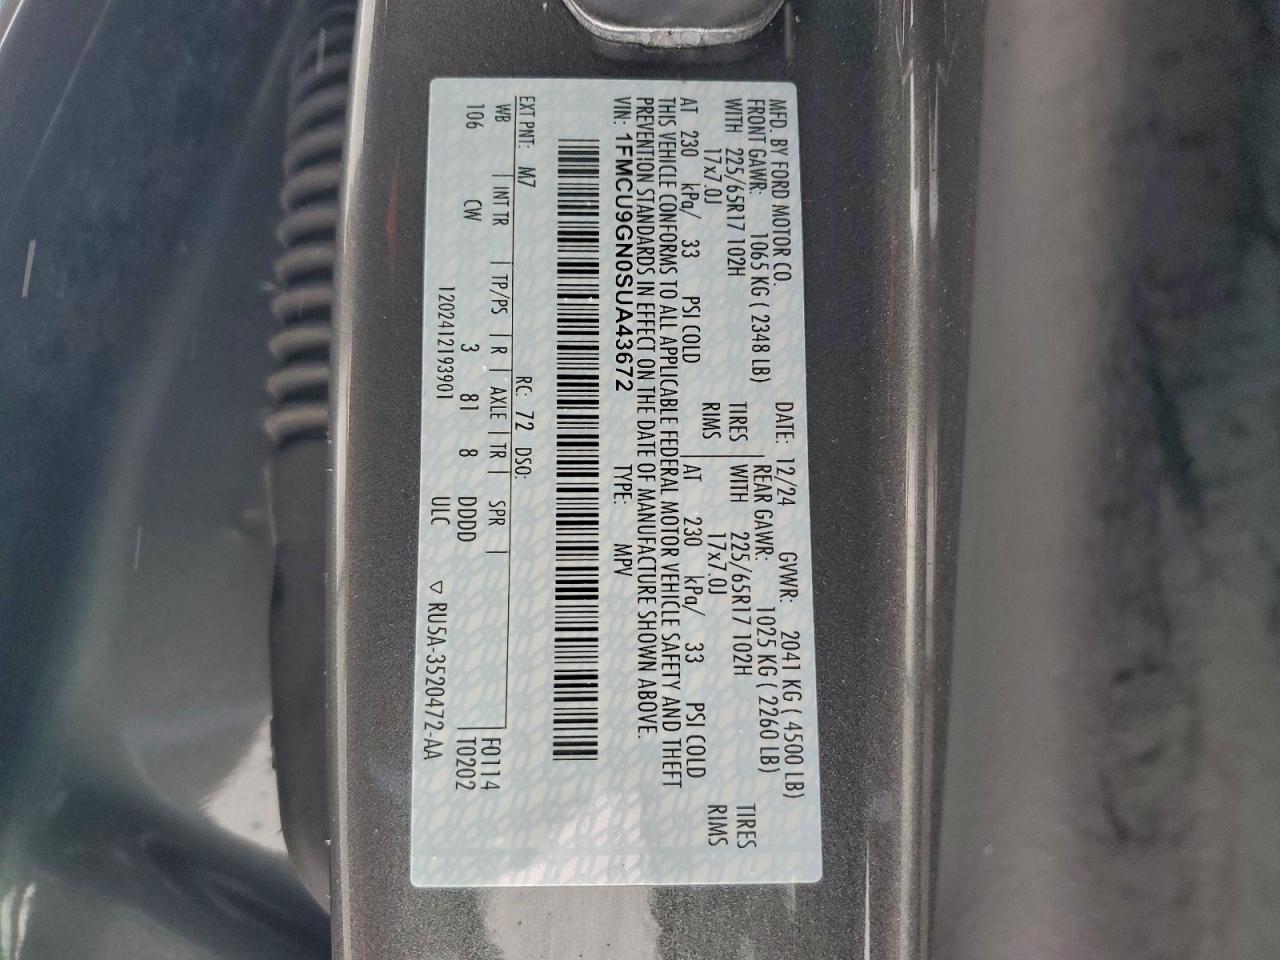 MFD. BY FORD MOTOR CO. DATE: 12/24 GVWR: 2041 KG ( 4500 LB)
FRONT GAWR: 1065 KG ( 2348 LB) REAR GAWR: 1025 KG ( 2260 LB)
WITH 225/65R17 102H TIRES WITH 225/65R17 102H TIRES
17x7.0J RIMS 17x7.0J RIMS
AT 230 kPa/ 33 PSI COLD AT 230 kPa/ 33 PSI COLD
THIS VEHICLE CONFORMS TO ALL APPLICABLE FEDERAL MOTOR VEHICLE SAFETY AND THEFT
PREVENTION STANDARDS IN EFFECT ON THE DATE OF MANUFACTURE SHOWN ABOVE.
VIN: 1FMCU9GN0SUA43672 TYPE: MPV
EXT PNT: M7 RC: 72 DSO:
WB | INT TR | TP/PS | R | AXLE | TR | SPR | F0114
106 CW 3 81 8 DDDD T0202
120241219​3901 ULC ▽ RU5A-3520472-AA